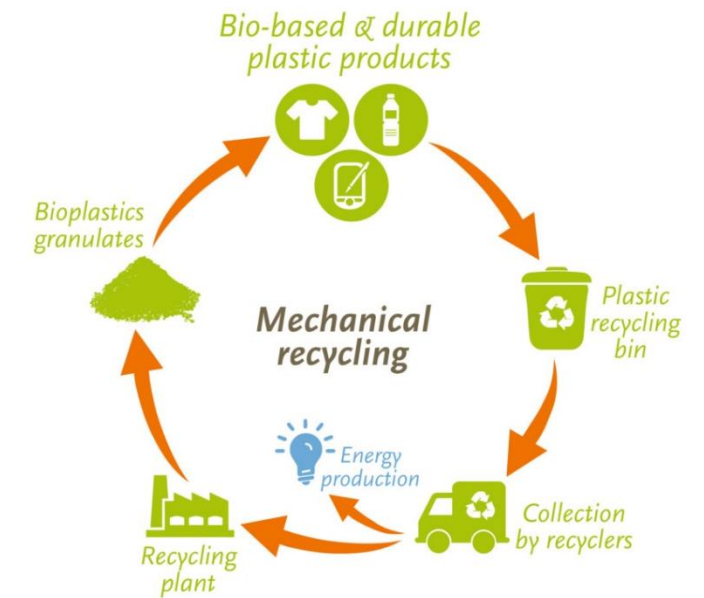 Bio-based & durable
plastic products
Bioplastics
granulates
Plastic
recycling
bin
Mechanical
recycling
Energy
production
Collection
by recyclers
Recycling
plant